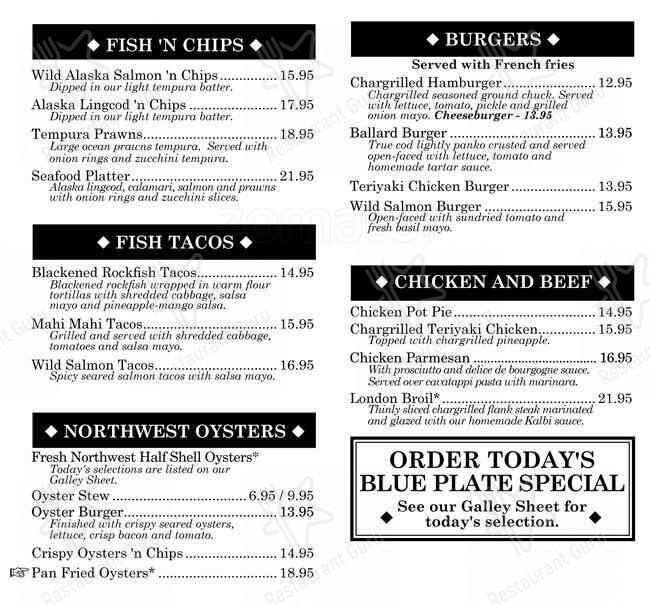 ◆ FISH 'N CHIPS ◆
Wild Alaska Salmon 'n Chips ................ 15.95
Dipped in our light tempura batter.
Alaska Lingcod 'n Chips ...................... 17.95
Dipped in our light tempura batter.
Tempura Prawns................................ 18.95
Large ocean prawns tempura. Served with
onion rings and zucchini tempura.
Seafood Platter................................... 21.95
Alaska lingcod, calamari, salmon and prawns
with onion rings and zucchini slices.
◆ FISH TACOS ◆
Blackened Rockfish Tacos...................... 14.95
Blackened rockfish wrapped in warm flour
tortillas with shredded cabbage, salsa
mayo and pineapple-mango salsa.
Mahi Mahi Tacos................................ 15.95
Grilled and served with shredded cabbage,
tomatoes and salsa mayo.
Wild Salmon Tacos.............................. 16.95
Spicy seared salmon tacos with salsa mayo.
◆ NORTHWEST OYSTERS ◆
Fresh Northwest Half Shell Oysters*
Today's selections are listed on our
Galley Sheet.
Oyster Stew ................................ 6.95 / 9.95
Oyster Burger.................................... 13.95
Finished with crispy seared oysters,
lettuce, crisp bacon and tomato.
Crispy Oysters 'n Chips ........................ 14.95
☞ Pan Fried Oysters* ............................ 18.95
◆ BURGERS ◆
Served with French fries
Chargrilled Hamburger ........................ 12.95
Chargrilled seasoned ground chuck. Served
with lettuce, tomato, pickle and grilled
onion mayo. Cheeseburger - 13.95
Ballard Burger .................................. 13.95
True cod lightly panko crusted and served
open-faced with lettuce, tomato and
homemade tartar sauce.
Teriyaki Chicken Burger ...................... 13.95
Wild Salmon Burger ............................ 15.95
Open-faced with sundried tomato and
fresh basil mayo.
◆ CHICKEN AND BEEF ◆
Chicken Pot Pie .................................. 14.95
Chargrilled Teriyaki Chicken................ 15.95
Topped with chargrilled pineapple.
Chicken Parmesan .............................. 16.95
With prosciutto and delice de bourgogne sauce.
Served over cavatappi pasta with marinara.
London Broil* .................................... 21.95
Thinly sliced chargrilled flank steak marinated
and glazed with our homemade Kalbi sauce.
ORDER TODAY'S
BLUE PLATE SPECIAL
See our Galley Sheet for
◆ today's selection. ◆
zomato
Restaurant Guru